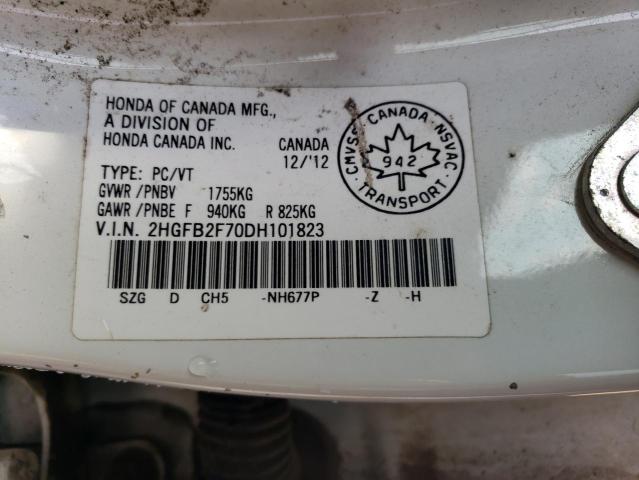 HONDA OF CANADA MFG.,
A DIVISION OF
HONDA CANADA INC. CANADA
12/'12
TYPE: PC/VT
GVWR /PNBV 1755KG
GAWR /PNBE F 940KG R 825KG
V.I.N. 2HGFB2F70DH101823
SZG D CH5 -NH677P -Z -H
CANADA
CMVSS NSVAC
942
TRANSPORT